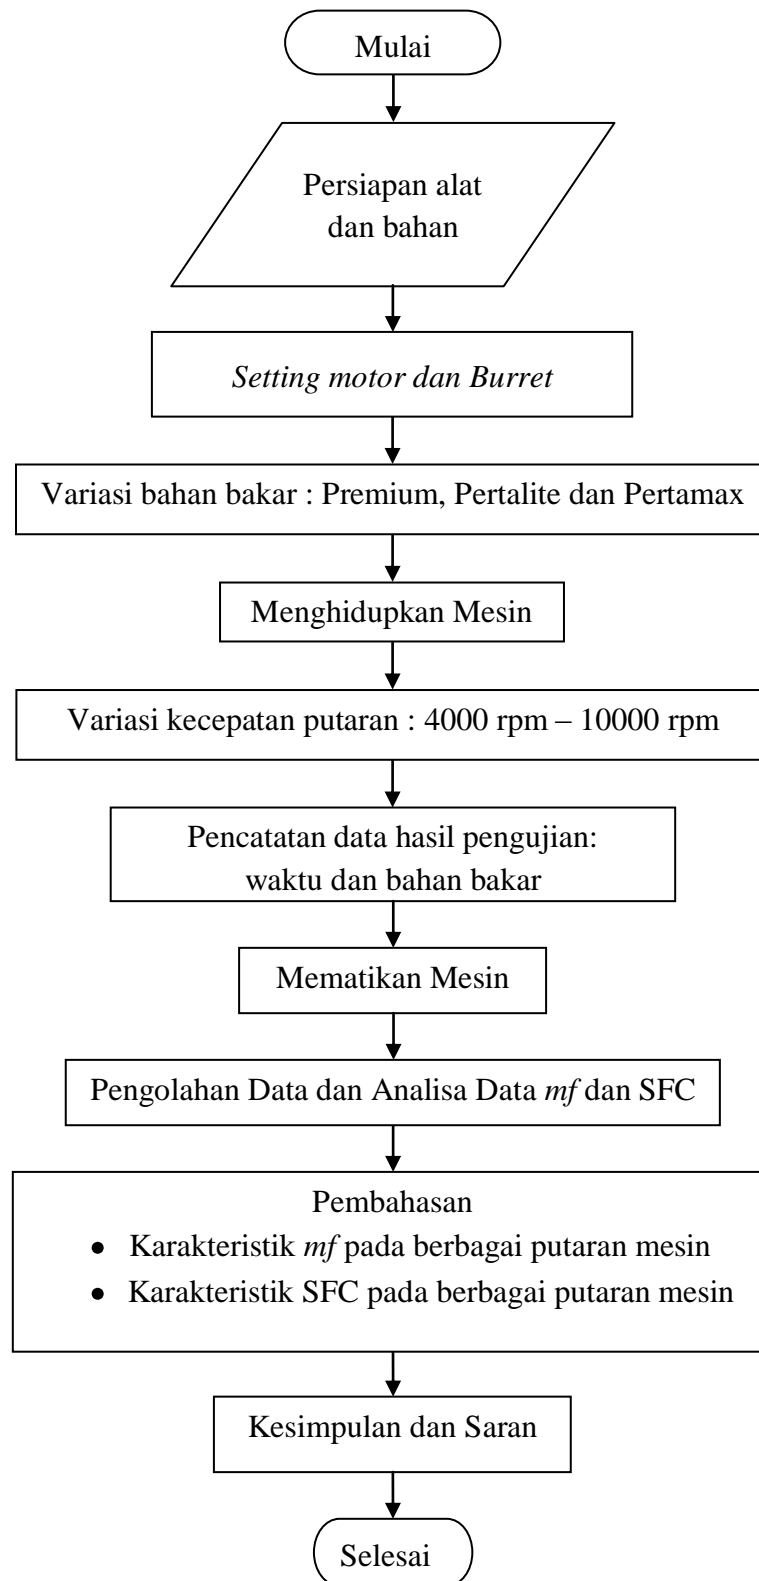 Mulai
Persiapan alat
dan bahan
Setting motor dan Burret
Variasi bahan bakar : Premium, Pertalite dan Pertamax
Menghidupkan Mesin
Variasi kecepatan putaran : 4000 rpm – 10000 rpm
Pencatatan data hasil pengujian:
waktu dan bahan bakar
Mematikan Mesin
Pengolahan Data dan Analisa Data mf dan SFC
Pembahasan
• Karakteristik mf pada berbagai putaran mesin
• Karakteristik SFC pada berbagai putaran mesin
Kesimpulan dan Saran
Selesai